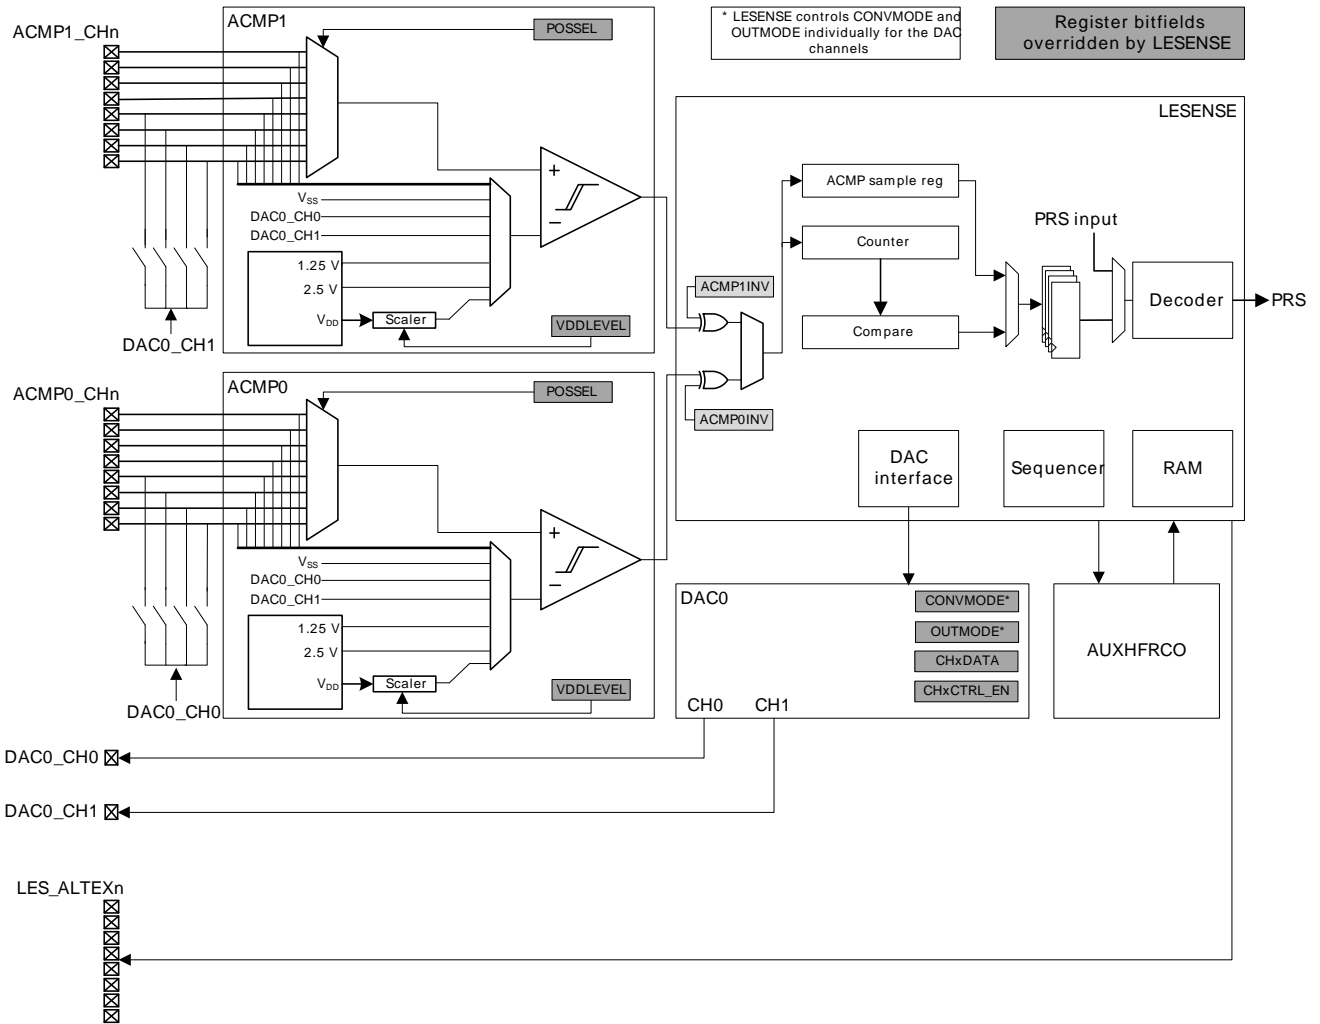 ACMP1_CHn
ACMP1
POSSEL
* LESENSE controls CONVMODE and
OUTMODE individually for the DAC
channels
Register bitfields
overridden by LESENSE
LESENSE
VSS
DAC0_CH0
DAC0_CH1
1.25 V
2.5 V
VDD
Scaler
VDDLEVEL
+
–
DAC0_CH1
ACMP sample reg
Counter
Compare
PRS input
Decoder
PRS
ACMP1INV
ACMP0INV
DAC
interface
Sequencer
RAM
ACMP0_CHn
ACMP0
POSSEL
VSS
DAC0_CH0
DAC0_CH1
1.25 V
2.5 V
VDD
Scaler
VDDLEVEL
+
–
DAC0_CH0
DAC0
CONVMODE*
OUTMODE*
CHxDATA
CHxCTRL_EN
CH0
CH1
AUXHFRCO
DAC0_CH0
DAC0_CH1
LES_ALTEXn